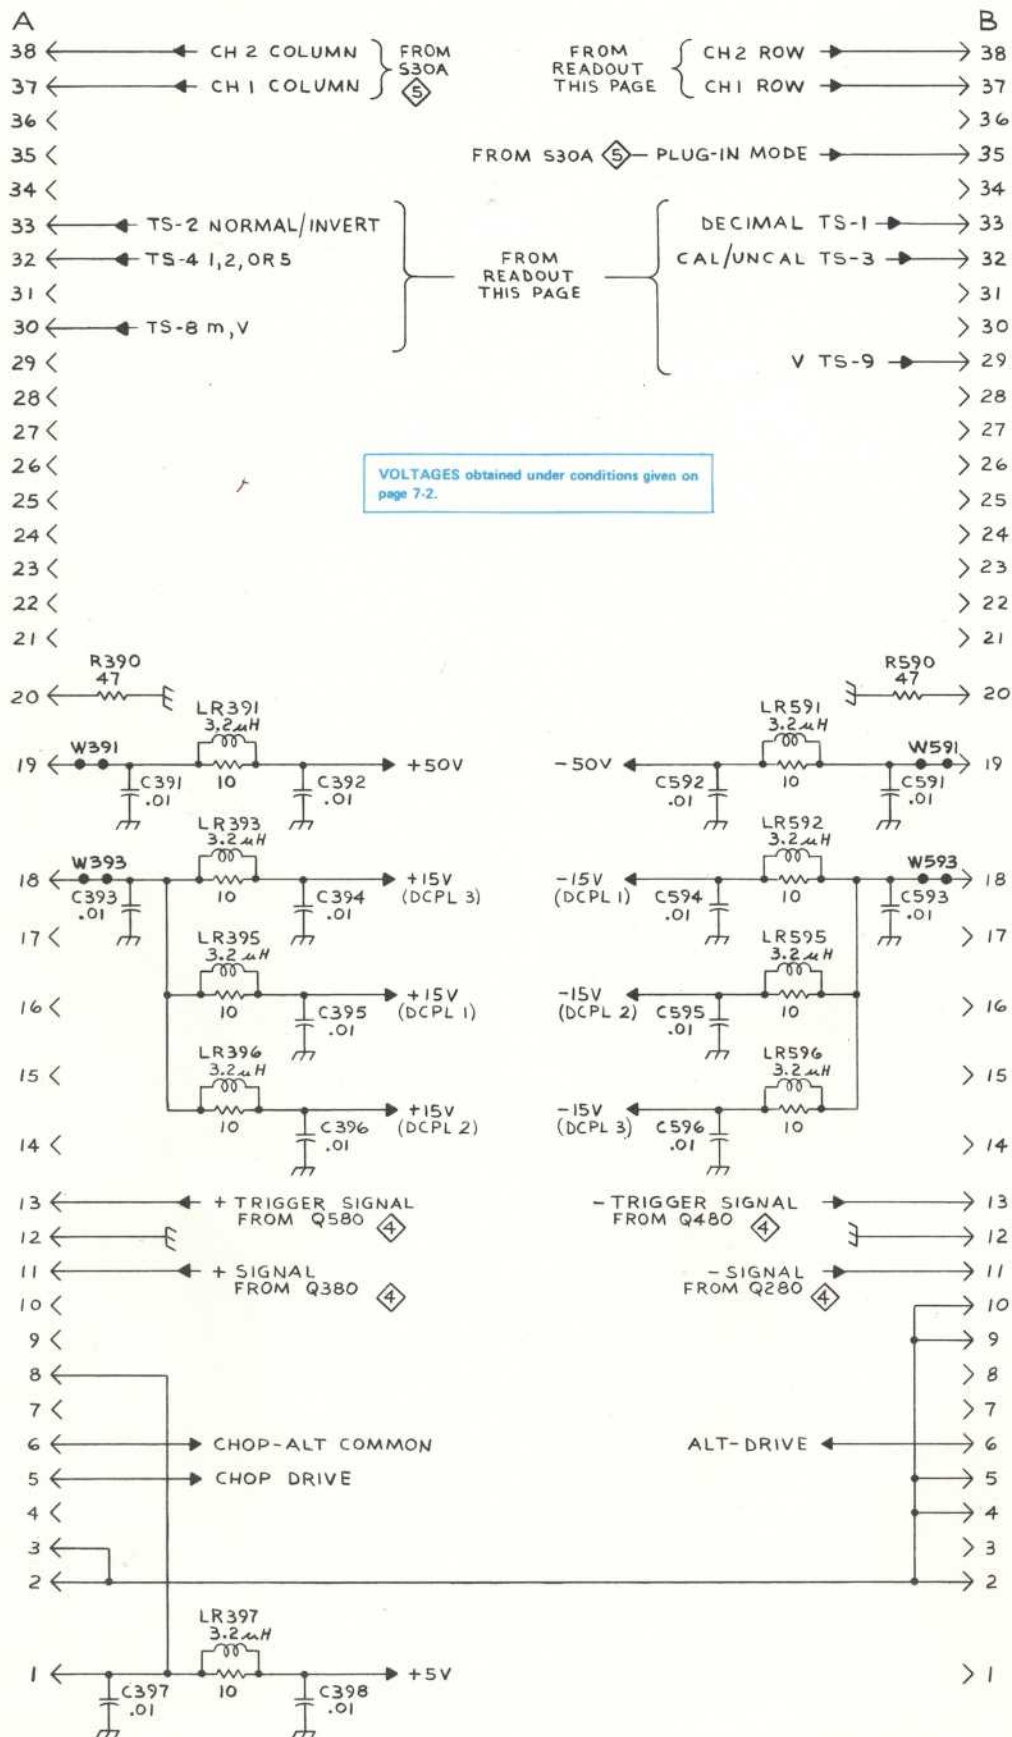 A B
38 CH 2 COLUMN FROM FROM CH2 ROW 38
S30A READOUT
37 CH 1 COLUMN 5 THIS PAGE CH1 ROW 37
36 36
35 FROM S30A 5 PLUG-IN MODE 35
34 34
33 TS-2 NORMAL/INVERT DECIMAL TS-1 33
32 TS-4 1,2,OR5 FROM CAL/UNCAL TS-3 32
READOUT
31 THIS PAGE 31
30 TS-8 m,V 30
29 V TS-9 29
28 28
27 27
26 26
VOLTAGES obtained under conditions given on
page 7-2.
25 25
24 24
23 23
22 22
21 21
R390 R590
47 47
20 20
LR391 LR591
3.2μH 3.2μH
W391 W591
19 +50V -50V 19
C391 10 C392 C592 10 C591
.01 .01 .01 .01
LR393 LR592
3.2μH 3.2μH
W393 W593
18 +15V -15V 18
C393 10 C394 (DCPL 3) (DCPL 1) C594 10 C593
.01 .01 .01 .01
17 LR395 LR595 17
3.2μH 3.2μH
16 +15V -15V 16
10 C395 (DCPL 1) (DCPL 2) C595 10
.01 .01
LR396 LR596
15 3.2μH 3.2μH 15
+15V -15V
10 C396 (DCPL 2) (DCPL 3) C596 10
14 .01 .01 14
13 + TRIGGER SIGNAL - TRIGGER SIGNAL 13
FROM Q580 4 FROM Q480 4
12 12
11 + SIGNAL - SIGNAL 11
FROM Q380 4 FROM Q280 4
10 10
9 9
8 8
7 7
6 CHOP-ALT COMMON ALT-DRIVE 6
5 CHOP DRIVE 5
4 4
3 3
2 2
LR397
3.2μH
1 +5V 1
C397 10 C398
.01 .01